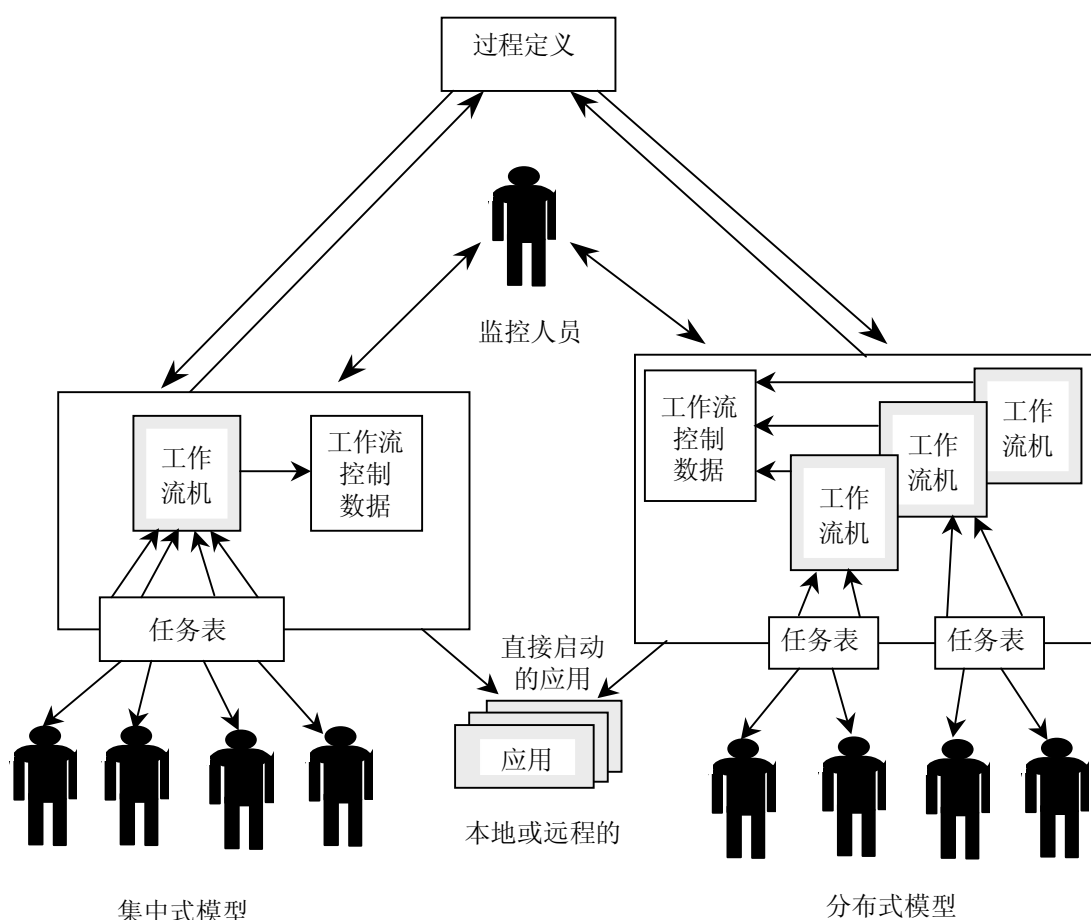 过程定义
监控人员
工作
流机
工作流
控制
数据
任务表
工作流
控制
数据
工作
流机
工作
流机
工作
流机
任务表
任务表
直接启动
的应用
应用
本地或远程的
集中式模型
分布式模型